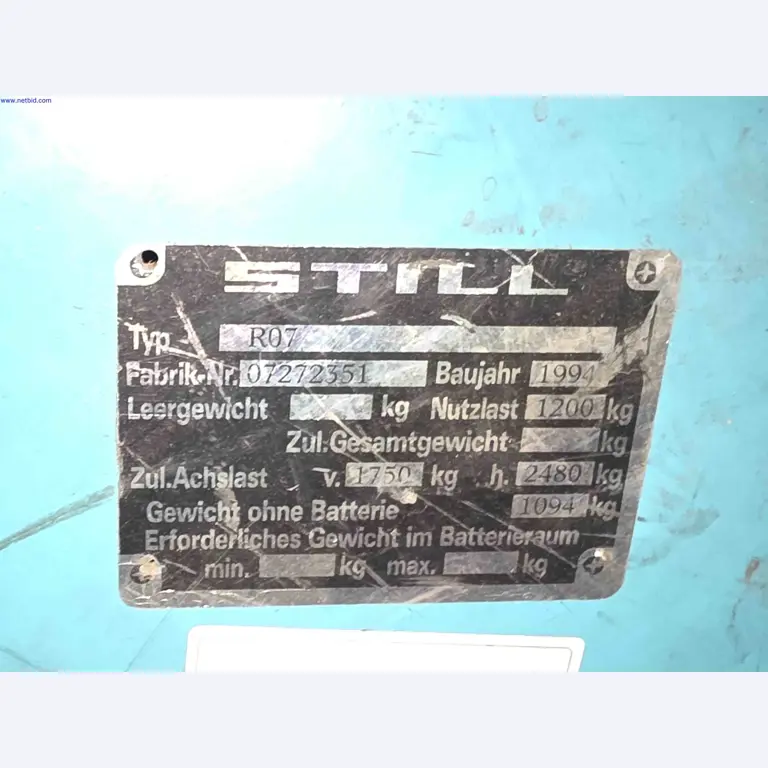 www.netbid.com
STILL
Typ R07
Fabrik-Nr. 07272351 Baujahr 1994
Leergewicht kg Nutzlast 1200 kg
Zul.Gesamtgewicht kg
Zul.Achslast v. 1750 kg h. 2480 kg
Gewicht ohne Batterie 1094 kg
Erforderliches Gewicht im Batterieraum
min. kg max. kg